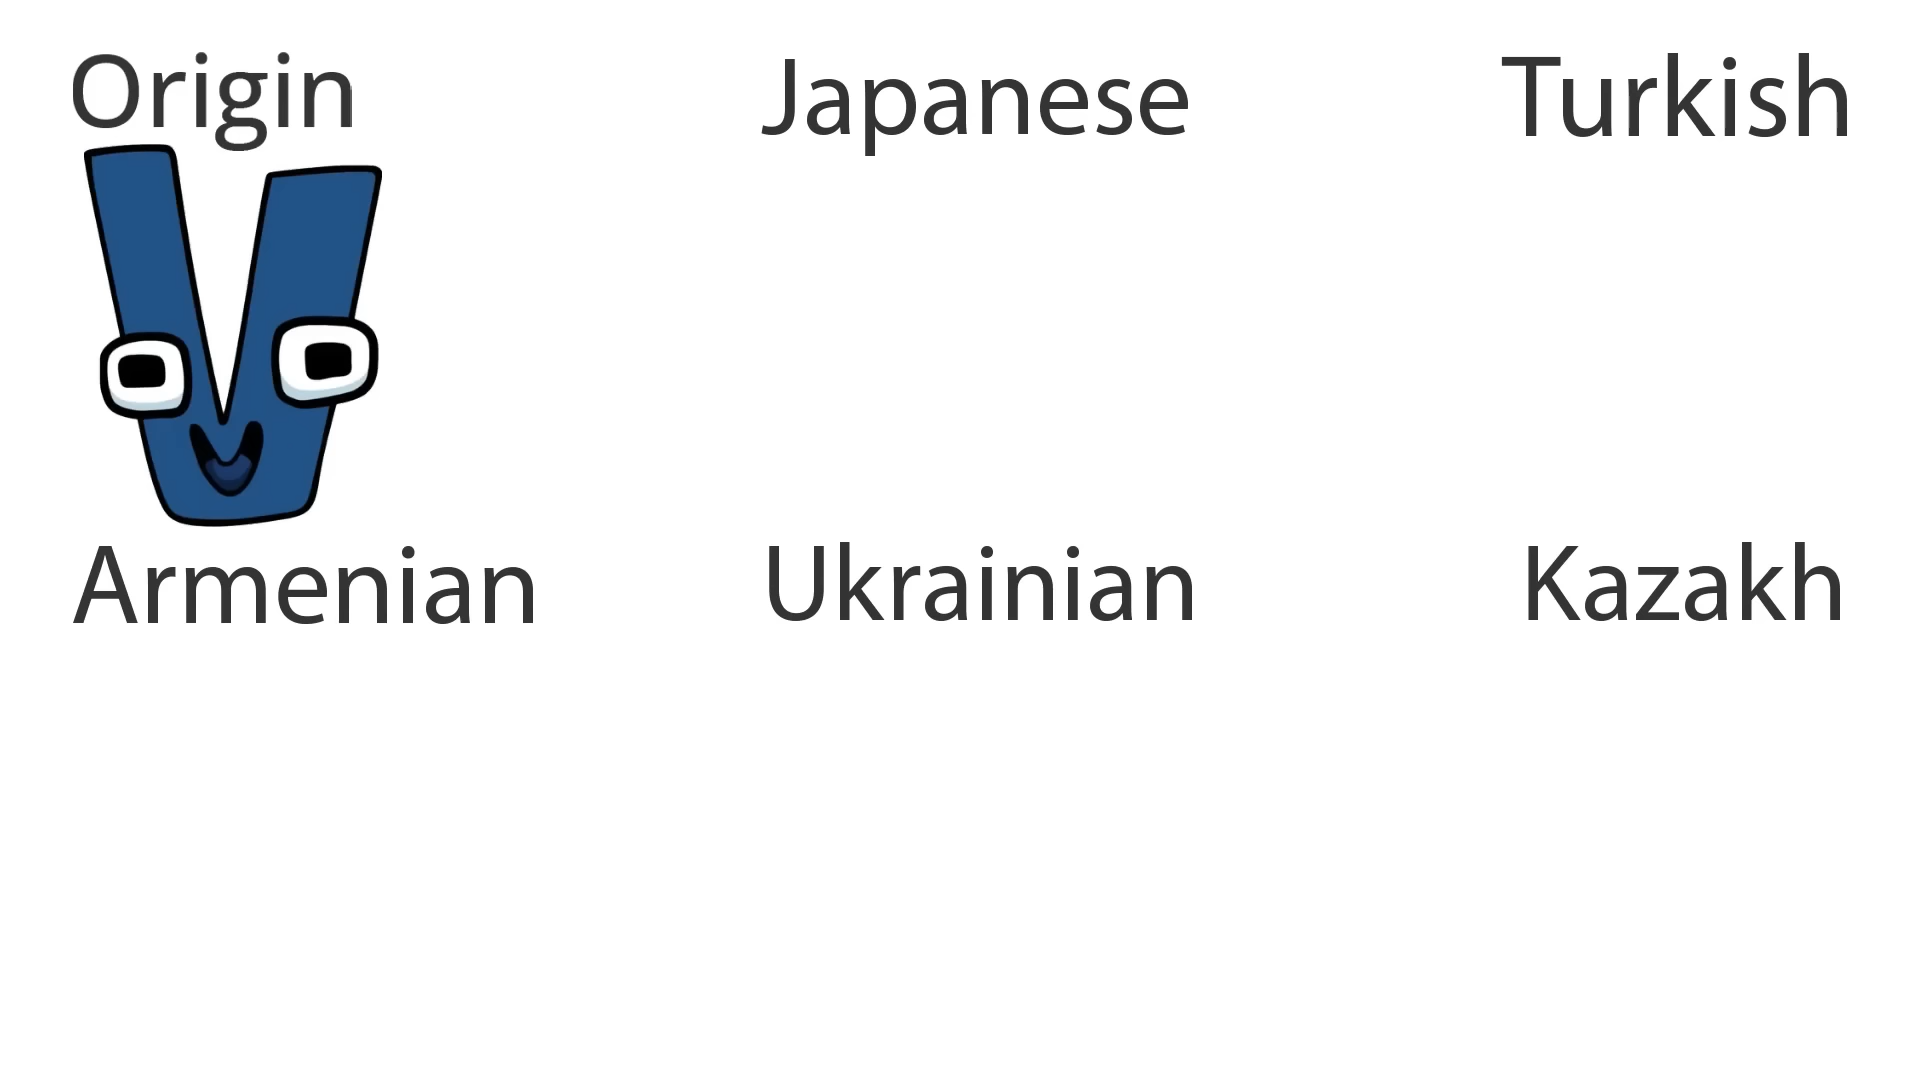 Origin
Japanese
Turkish
V
Armenian
Ukrainian
Kazakh